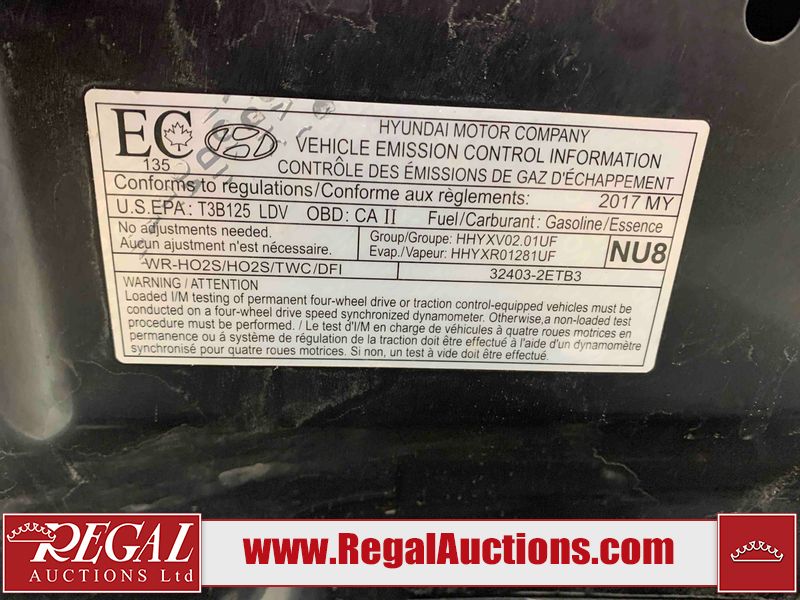 EC
135
HYUNDAI MOTOR COMPANY
VEHICLE EMISSION CONTROL INFORMATION
CONTRÔLE DES ÉMISSIONS DE GAZ D'ÉCHAPPEMENT
Conforms to regulations/Conforme aux règlements: 2017 MY
U.S.EPA: T3B125 LDV OBD: CA II Fuel/Carburant: Gasoline/Essence
No adjustments needed.
Aucun ajustement n'est nécessaire.
Group/Groupe: HHYXV02.01UF
Evap./Vapeur: HHYXR01281UF
NU8
WR-HO2S/HO2S/TWC/DFI 32403-2ETB3
WARNING / ATTENTION
Loaded I/M testing of permanent four-wheel drive or traction control-equipped vehicles must be
conducted on a four-wheel drive speed synchronized dynamometer. Otherwise,a non-loaded test
procedure must be performed. / Le test d'I/M en charge de véhicules à quatre roues motrices en
permanence ou á système de régulation de la traction doit être effectué à l'aide d'un dynamomètre
synchronisé pour quatre roues motrices. Si non, un test à vide doit être effectué.
REGAL
AUCTIONS Ltd
www.RegalAuctions.com